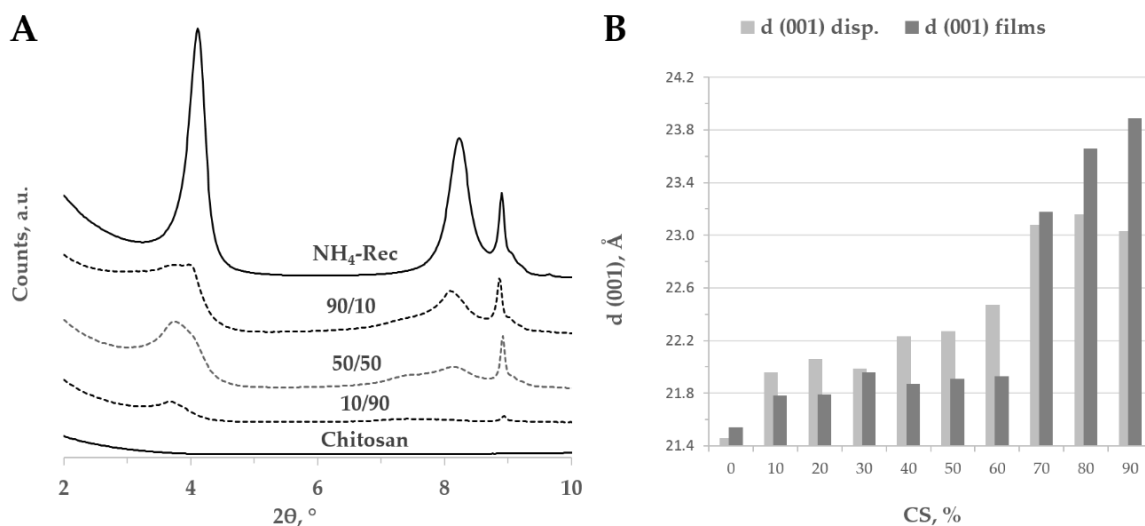 A
Counts, a.u.
NH₄-Rec
90/10
50/50
10/90
Chitosan
2 4 6 8 10
2θ, °
B
d (001) disp. d (001) films
d (001), Å
24.2
23.8
23.4
23.0
22.6
22.2
21.8
21.4
0 10 20 30 40 50 60 70 80 90
CS, %